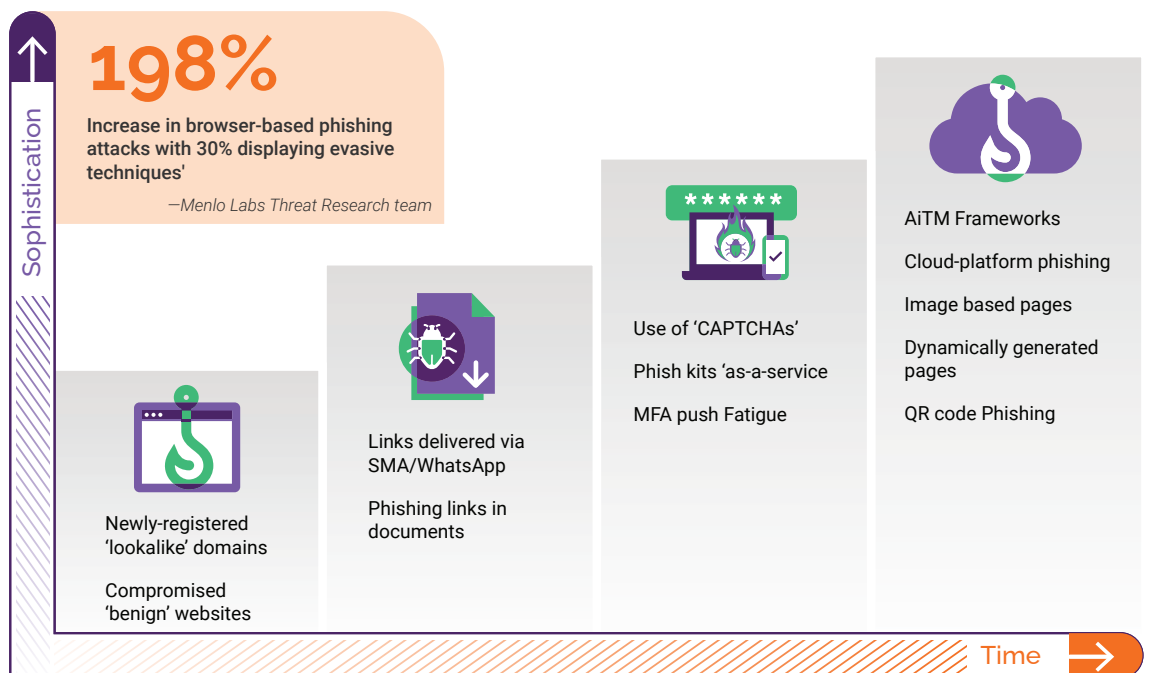 198%
Increase in browser-based phishing
attacks with 30% displaying evasive
techniques'
—Menlo Labs Threat Research team
Sophistication
Newly-registered
‘lookalike’ domains
Compromised
‘benign’ websites
Links delivered via
SMA/WhatsApp
Phishing links in
documents
******
Use of ‘CAPTCHAs’
Phish kits ‘as-a-service
MFA push Fatigue
AiTM Frameworks
Cloud-platform phishing
Image based pages
Dynamically generated
pages
QR code Phishing
Time